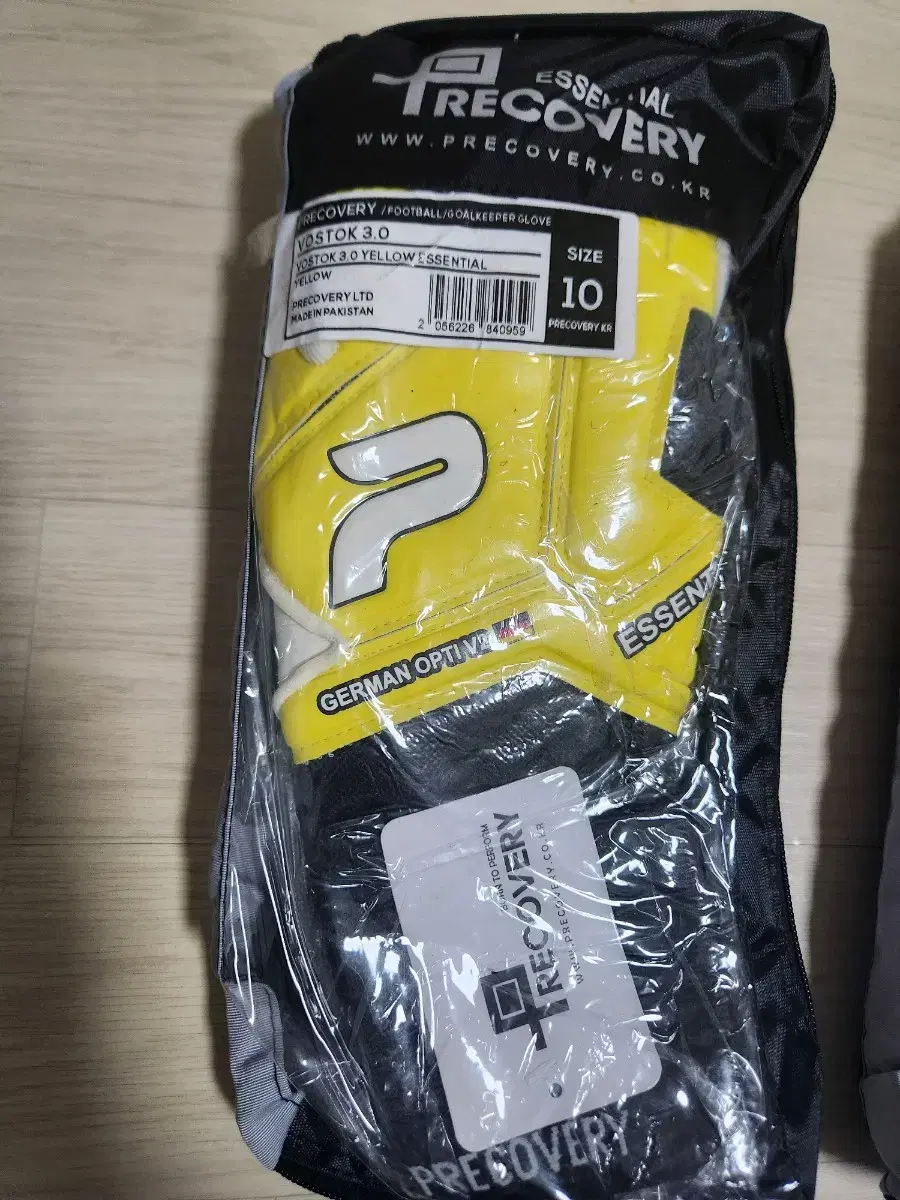 ESSENTIAL
PRECOVERY
WWW.PRECOVERY.CO.KR
PRECOVERY /FOOTBALL/GOALKEEPER GLOVE
VOSTOK 3.0
VOSTOK 3.0 YELLOW ESSENTIAL
YELLOW
PRECOVERY LTD
MADE IN PAKISTAN
2 056226 840959
SIZE
10
PRECOVERY KR
GERMAN OPTI
ESSENT
TO PERFORM
PRECOVERY
WWW.PRECOVERY.CO.KR
PRECOVERY